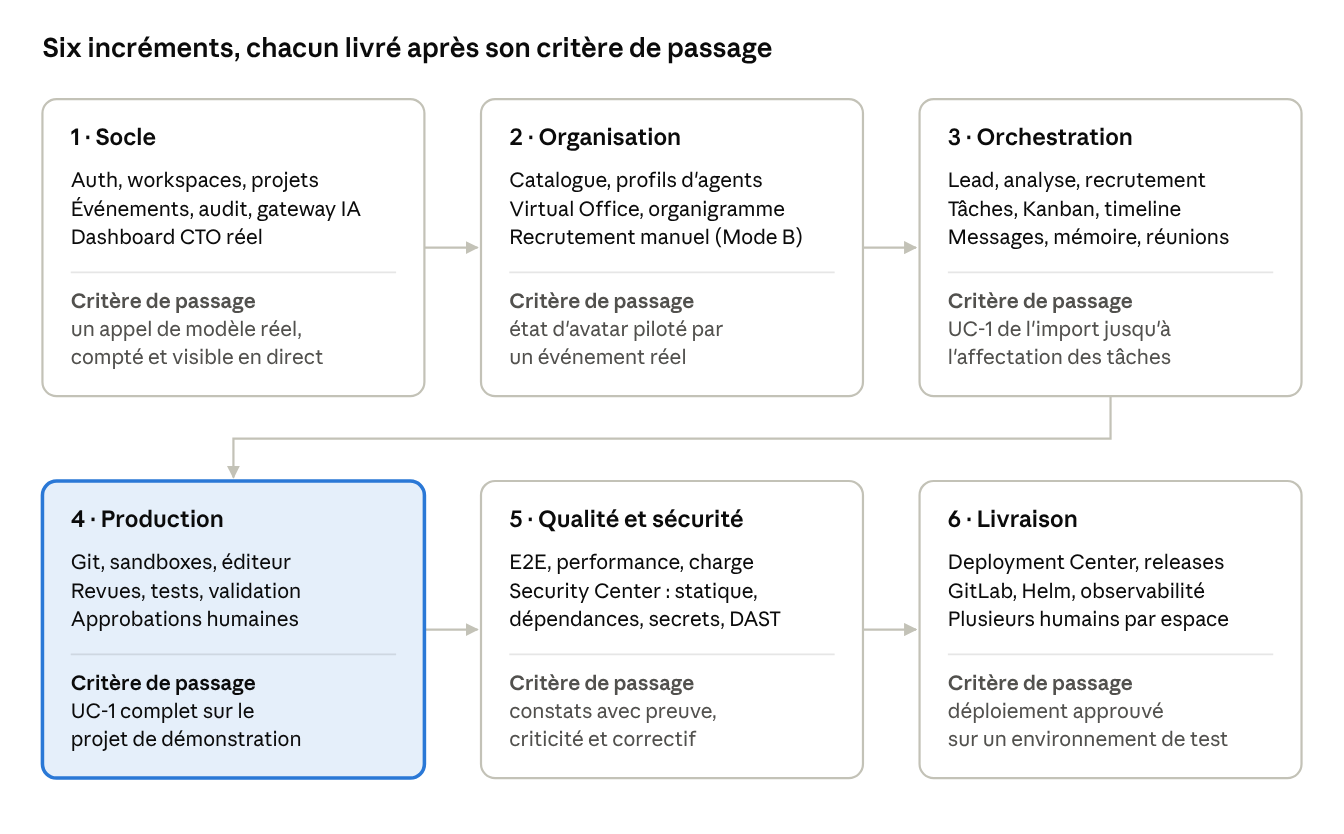 Six incréments, chacun livré après son critère de passage
1 · Socle
Auth, workspaces, projets
Événements, audit, gateway IA
Dashboard CTO réel
Critère de passage
un appel de modèle réel,
compté et visible en direct
2 · Organisation
Catalogue, profils d'agents
Virtual Office, organigramme
Recrutement manuel (Mode B)
Critère de passage
état d'avatar piloté par
un événement réel
3 · Orchestration
Lead, analyse, recrutement
Tâches, Kanban, timeline
Messages, mémoire, réunions
Critère de passage
UC-1 de l'import jusqu'à
l'affectation des tâches
4 · Production
Git, sandboxes, éditeur
Revues, tests, validation
Approbations humaines
Critère de passage
UC-1 complet sur le
projet de démonstration
5 · Qualité et sécurité
E2E, performance, charge
Security Center : statique,
dépendances, secrets, DAST
Critère de passage
constats avec preuve,
criticité et correctif
6 · Livraison
Deployment Center, releases
GitLab, Helm, observabilité
Plusieurs humains par espace
Critère de passage
déploiement approuvé
sur un environnement de test